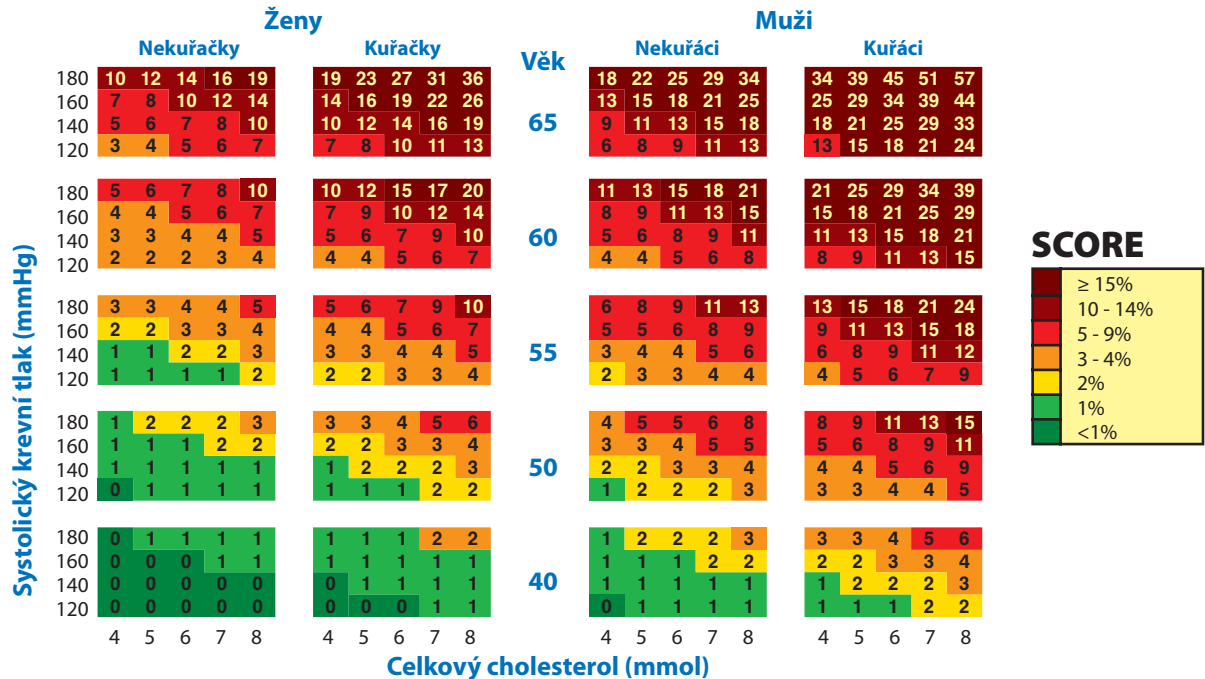 Ženy Muži
Nekuřačky Kuřačky Věk Nekuřáci Kuřáci
180 10 12 14 16 19 19 23 27 31 36 18 22 25 29 34 34 39 45 51 57
160 7 8 10 12 14 14 16 19 22 26 13 15 18 21 25 25 29 34 39 44
140 5 6 7 8 10 10 12 14 16 19 65 9 11 13 15 18 18 21 25 29 33
120 3 4 5 6 7 7 8 10 11 13 6 8 9 11 13 13 15 18 21 24
180 5 6 7 8 10 10 12 15 17 20 11 13 15 18 21 21 25 29 34 39
160 4 4 5 6 7 7 9 10 12 14 8 9 11 13 15 15 18 21 25 29
140 3 3 4 4 5 5 6 7 9 10 60 5 6 8 9 11 11 13 15 18 21
120 2 2 2 3 4 4 4 5 6 7 4 4 5 6 8 8 9 11 13 15
180 3 3 4 4 5 5 6 7 9 10 6 8 9 11 13 13 15 18 21 24
160 2 2 3 3 4 4 4 5 6 7 5 5 6 8 9 9 11 13 15 18
140 1 1 2 2 3 3 3 4 4 5 55 3 4 4 5 6 6 8 9 11 12
120 1 1 1 1 2 2 2 3 3 4 2 3 3 4 4 4 5 6 7 9
180 1 2 2 2 3 3 3 4 5 6 4 5 5 6 8 8 9 11 13 15
160 1 1 1 2 2 2 2 3 3 4 3 3 4 5 5 5 6 8 9 11
140 1 1 1 1 1 1 2 2 2 3 50 2 2 3 3 4 4 4 5 6 9
120 0 1 1 1 1 1 1 1 2 2 1 2 2 2 3 3 3 4 4 5
180 0 1 1 1 1 1 1 1 2 2 1 2 2 2 3 3 3 4 5 6
160 0 0 0 1 1 1 1 1 1 1 1 1 1 2 2 2 2 3 3 4
140 0 0 0 0 0 0 1 1 1 1 40 1 1 1 1 1 1 2 2 2 3
120 0 0 0 0 0 0 0 0 1 1 0 1 1 1 1 1 1 1 2 2
4 5 6 7 8 4 5 6 7 8 4 5 6 7 8 4 5 6 7 8
Celkový cholesterol (mmol)
Systolický krevní tlak (mmHg)
SCORE
≥ 15%
10 - 14%
5 - 9%
3 - 4%
2%
1%
<1%